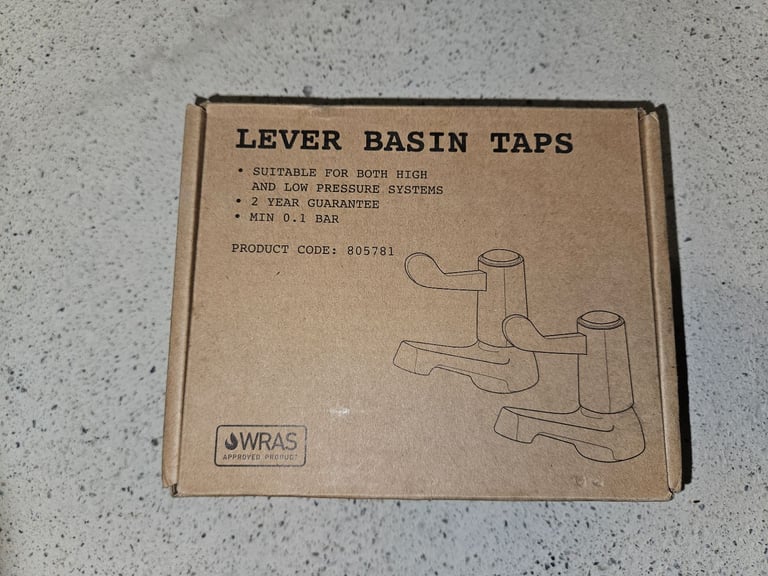 LEVER BASIN TAPS
• SUITABLE FOR BOTH HIGH
AND LOW PRESSURE SYSTEMS
• 2 YEAR GUARANTEE
• MIN 0.1 BAR
PRODUCT CODE: 805781
WRAS
APPROVED PRODUCT